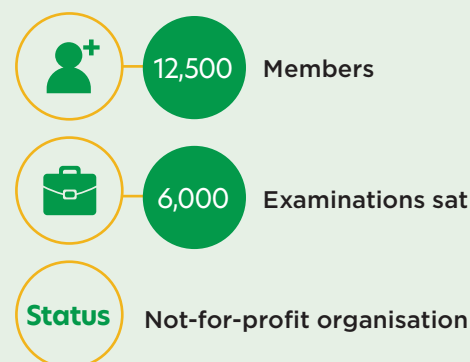 12,500 Members
6,000 Examinations sat
Status Not-for-profit organisation